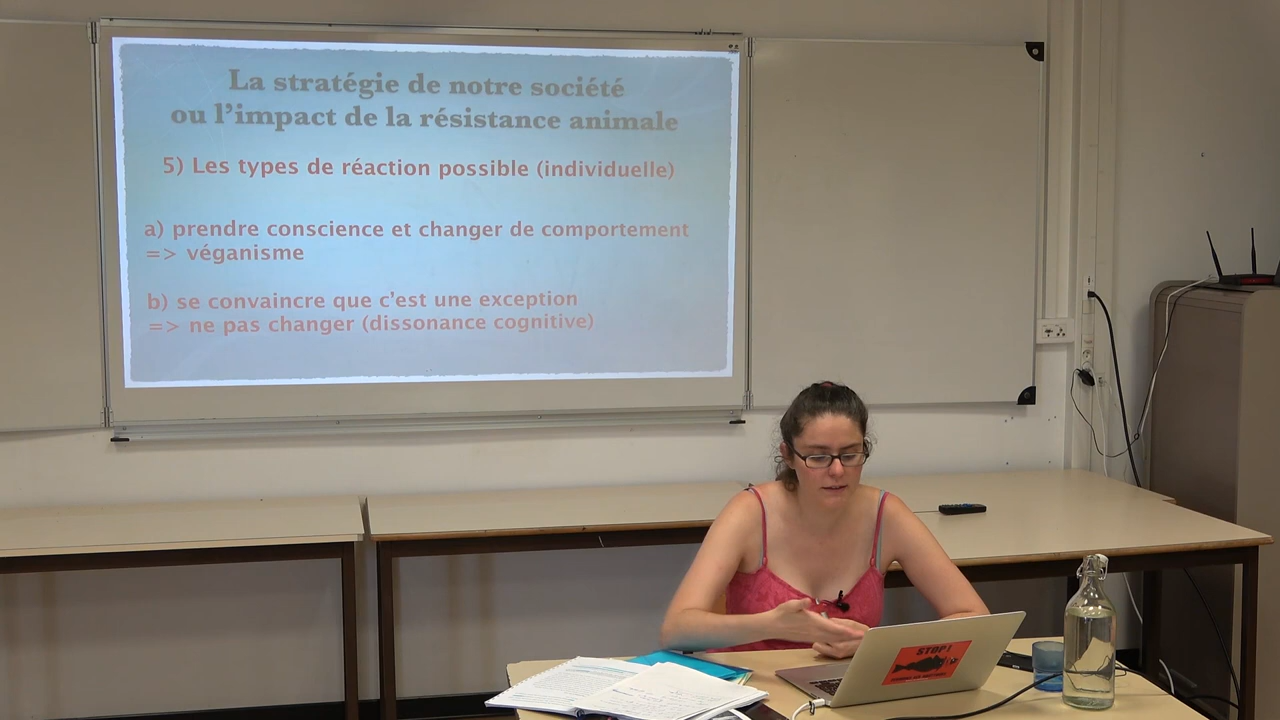 La stratégie de notre société
ou l'impact de la résistance animale
5) Les types de réaction possible (individuelle)
a) prendre conscience et changer de comportement
=> véganisme
b) se convaincre que c'est une exception
=> ne pas changer (dissonance cognitive)
STOP!